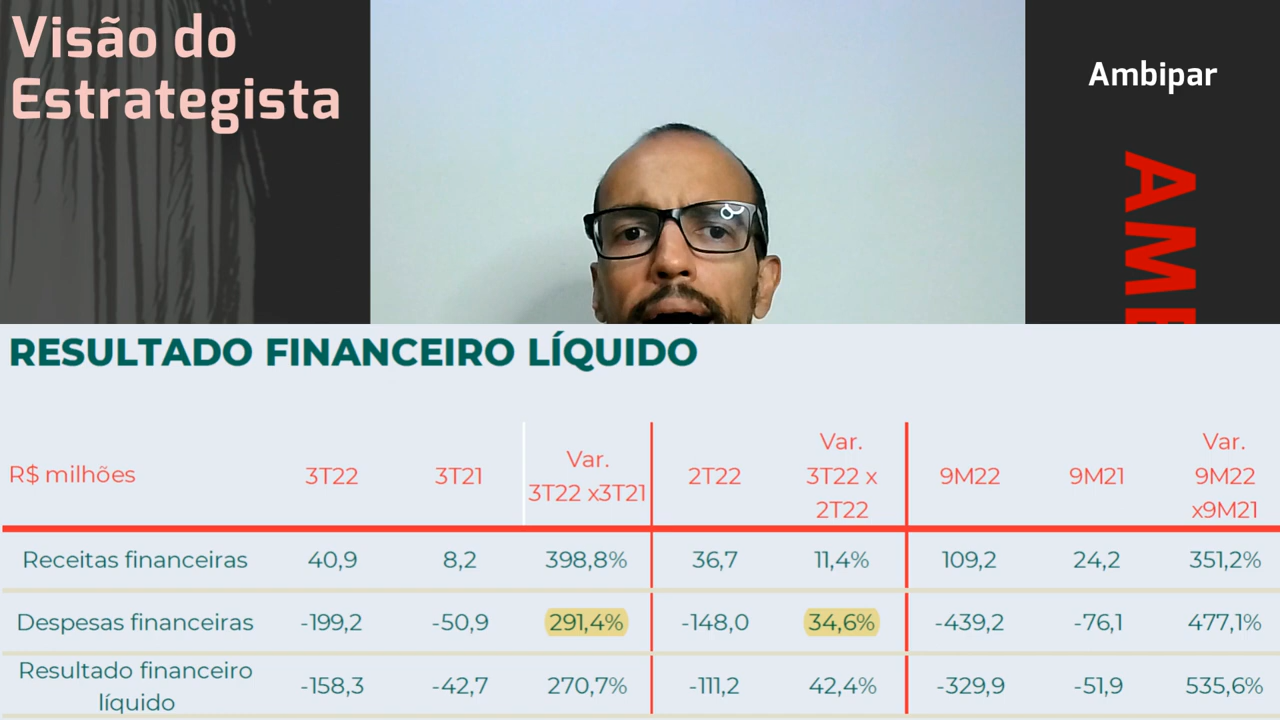 Visão do
Estrategista
Ambipar
AMB
RESULTADO FINANCEIRO LÍQUIDO
R$ milhões 3T22 3T21 Var. 3T22 x3T21 2T22 Var. 3T22 x 2T22 9M22 9M21 Var. 9M22 x9M21
Receitas financeiras 40,9 8,2 398,8% 36,7 11,4% 109,2 24,2 351,2%
Despesas financeiras -199,2 -50,9 291,4% -148,0 34,6% -439,2 -76,1 477,1%
Resultado financeiro
líquido -158,3 -42,7 270,7% -111,2 42,4% -329,9 -51,9 535,6%